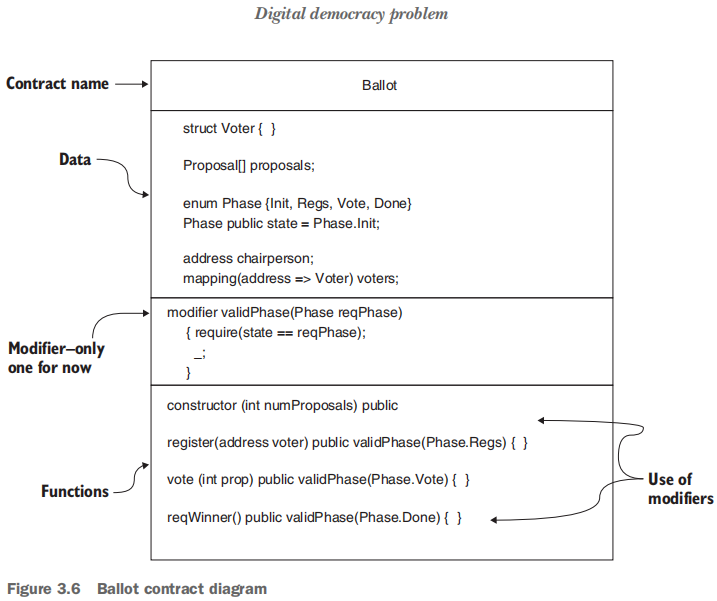 Digital democracy problem
Contract name
Ballot
Data
struct Voter { }
Proposal[] proposals;
enum Phase {Init, Regs, Vote, Done}
Phase public state = Phase.Init;
address chairperson;
mapping(address => Voter) voters;
Modifier—only
one for now
modifier validPhase(Phase reqPhase)
{ require(state == reqPhase);
_;
}
Functions
constructor (int numProposals) public
register(address voter) public validPhase(Phase.Regs) { }
vote (int prop) public validPhase(Phase.Vote) { }
reqWinner() public validPhase(Phase.Done) { }
Use of
modifiers
Figure 3.6 Ballot contract diagram